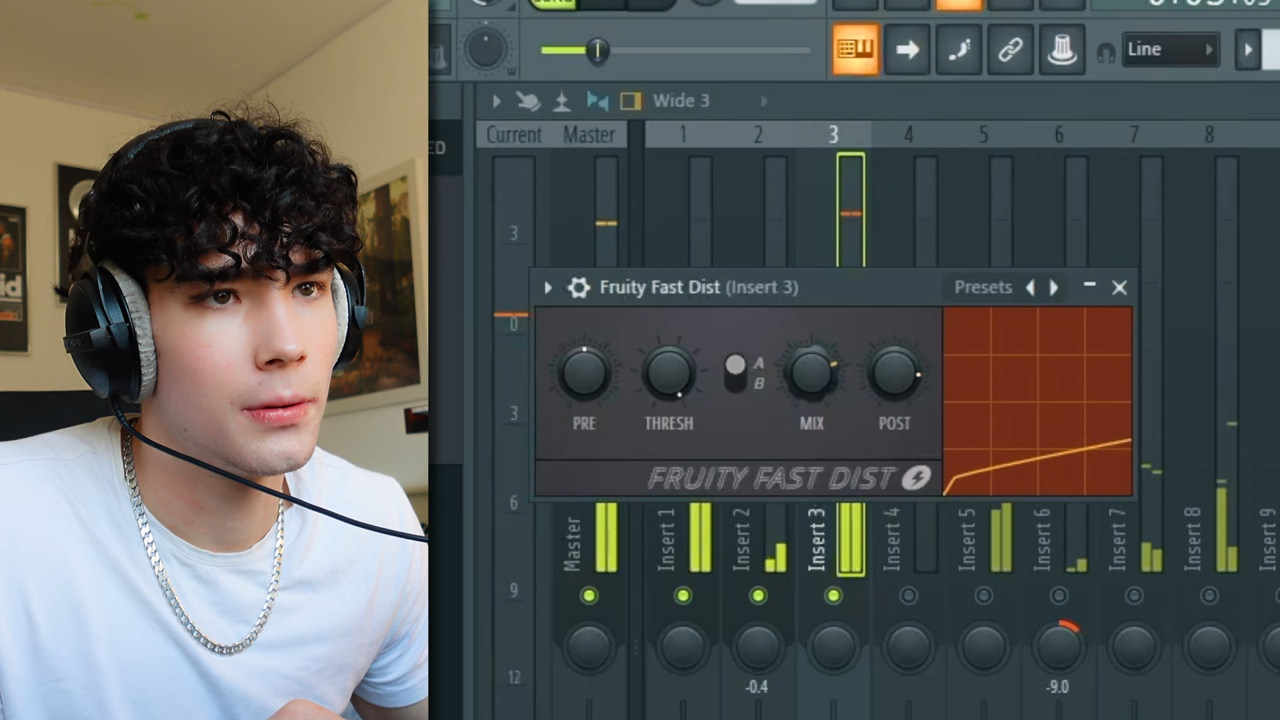 Line
Wide 3
ED
Current Master 1 2 3 4 5 6 7 8
3
Fruity Fast Dist (Insert 3) Presets
0
A
B
PRE THRESH MIX POST
3
id
FRUITY FAST DIST
6
Master Insert 1 Insert 2 Insert 3 Insert 4 Insert 5 Insert 6 Insert 7 Insert 8 Insert 9
9
12
-0.4 -9.0